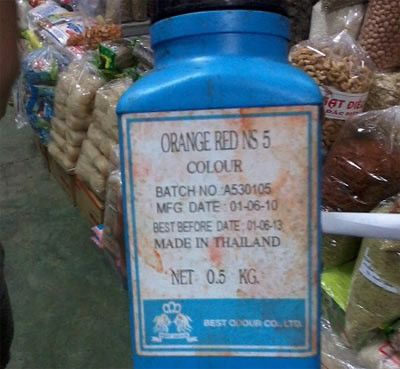 ORANGE RED NS 5
COLOUR
BATCH NO : A530105
MFG. DATE : 01-06-10
BEST BEFORE DATE : 01-06-13
MADE IN THAILAND
NET 0.5 KG.
BEST ODOUR CO., LTD.